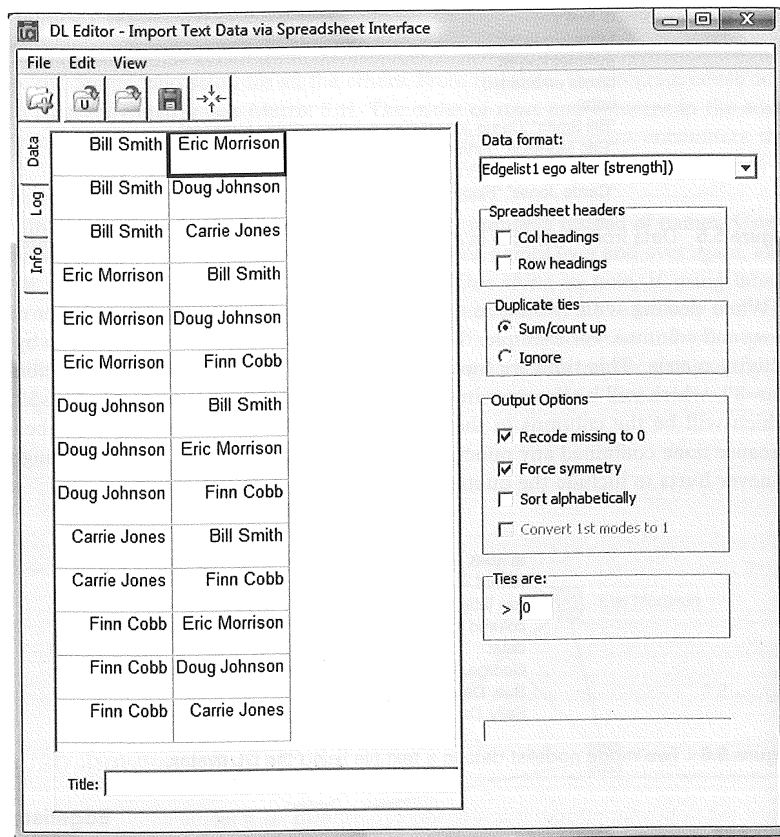 DL Editor - Import Text Data via Spreadsheet Interface
File Edit View
Data
Log
Info
Bill Smith Eric Morrison
Bill Smith Doug Johnson
Bill Smith Carrie Jones
Eric Morrison Bill Smith
Eric Morrison Doug Johnson
Eric Morrison Finn Cobb
Doug Johnson Bill Smith
Doug Johnson Eric Morrison
Doug Johnson Finn Cobb
Carrie Jones Bill Smith
Carrie Jones Finn Cobb
Finn Cobb Eric Morrison
Finn Cobb Doug Johnson
Finn Cobb Carrie Jones
Title:
Data format:
Edgelist1 ego alter [strength])
Spreadsheet headers
Col headings
Row headings
Duplicate ties
Sum/count up
Ignore
Output Options
Recode missing to 0
Force symmetry
Sort alphabetically
Convert 1st modes to 1
Ties are:
> 0